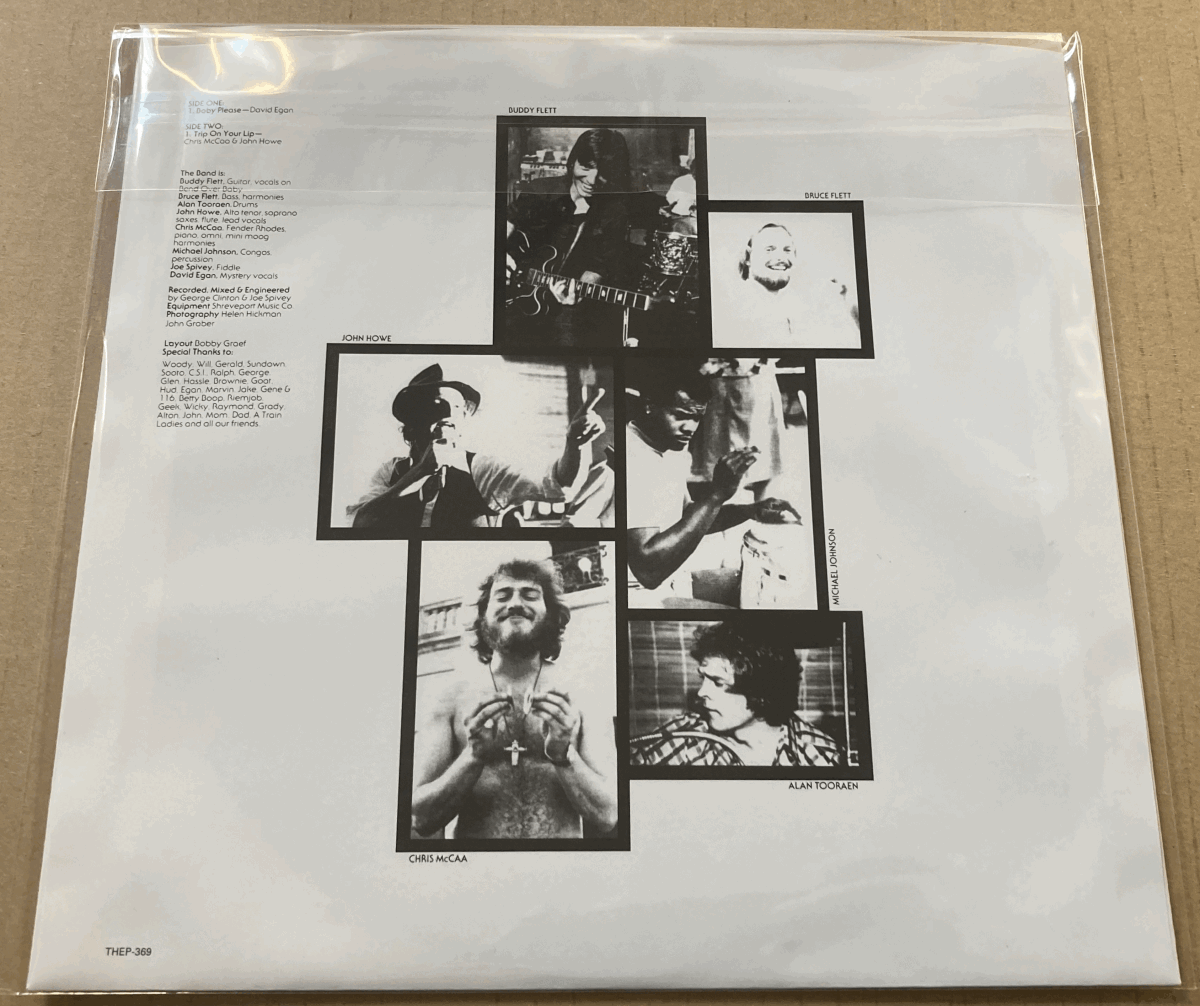 SIDE ONE:
1. Baby Please—David Egan
SIDE TWO:
1. Trip On Your Lip—
Chris McCaa & John Howe
The Band is:
Buddy Flett, Guitar, vocals on
Bend Over Baby
Bruce Flett, Bass, harmonies
Alan Tooraen, Drums
John Howe, Alto tenor, soprano
saxes, flute, lead vocals
Chris McCaa, Fender Rhodes,
piano, omni, mini moog
harmonies
Michael Johnson, Congas,
percussion
Joe Spivey, Fiddle
David Egan, Mystery vocals
Recorded, Mixed & Engineered
by George Clinton & Joe Spivey
Equipment Shreveport Music Co.
Photography Helen Hickman
John Grober
Layout Bobby Graef
Special Thanks to:
Woody, Will, Gerald, Sundown,
Sooto, C.S.I., Ralph, George,
Glen, Hassle, Brownie, Goat,
Hud, Egan, Marvin, Jake, Gene &
116, Betty Boop, Riemjob,
Geek, Wicky, Raymond, Grady,
Alton, John, Mom, Dad, A Train
Ladies and all our friends.
BUDDY FLETT
BRUCE FLETT
JOHN HOWE
MICHAEL JOHNSON
ALAN TOORAEN
CHRIS McCAA
THEP-369